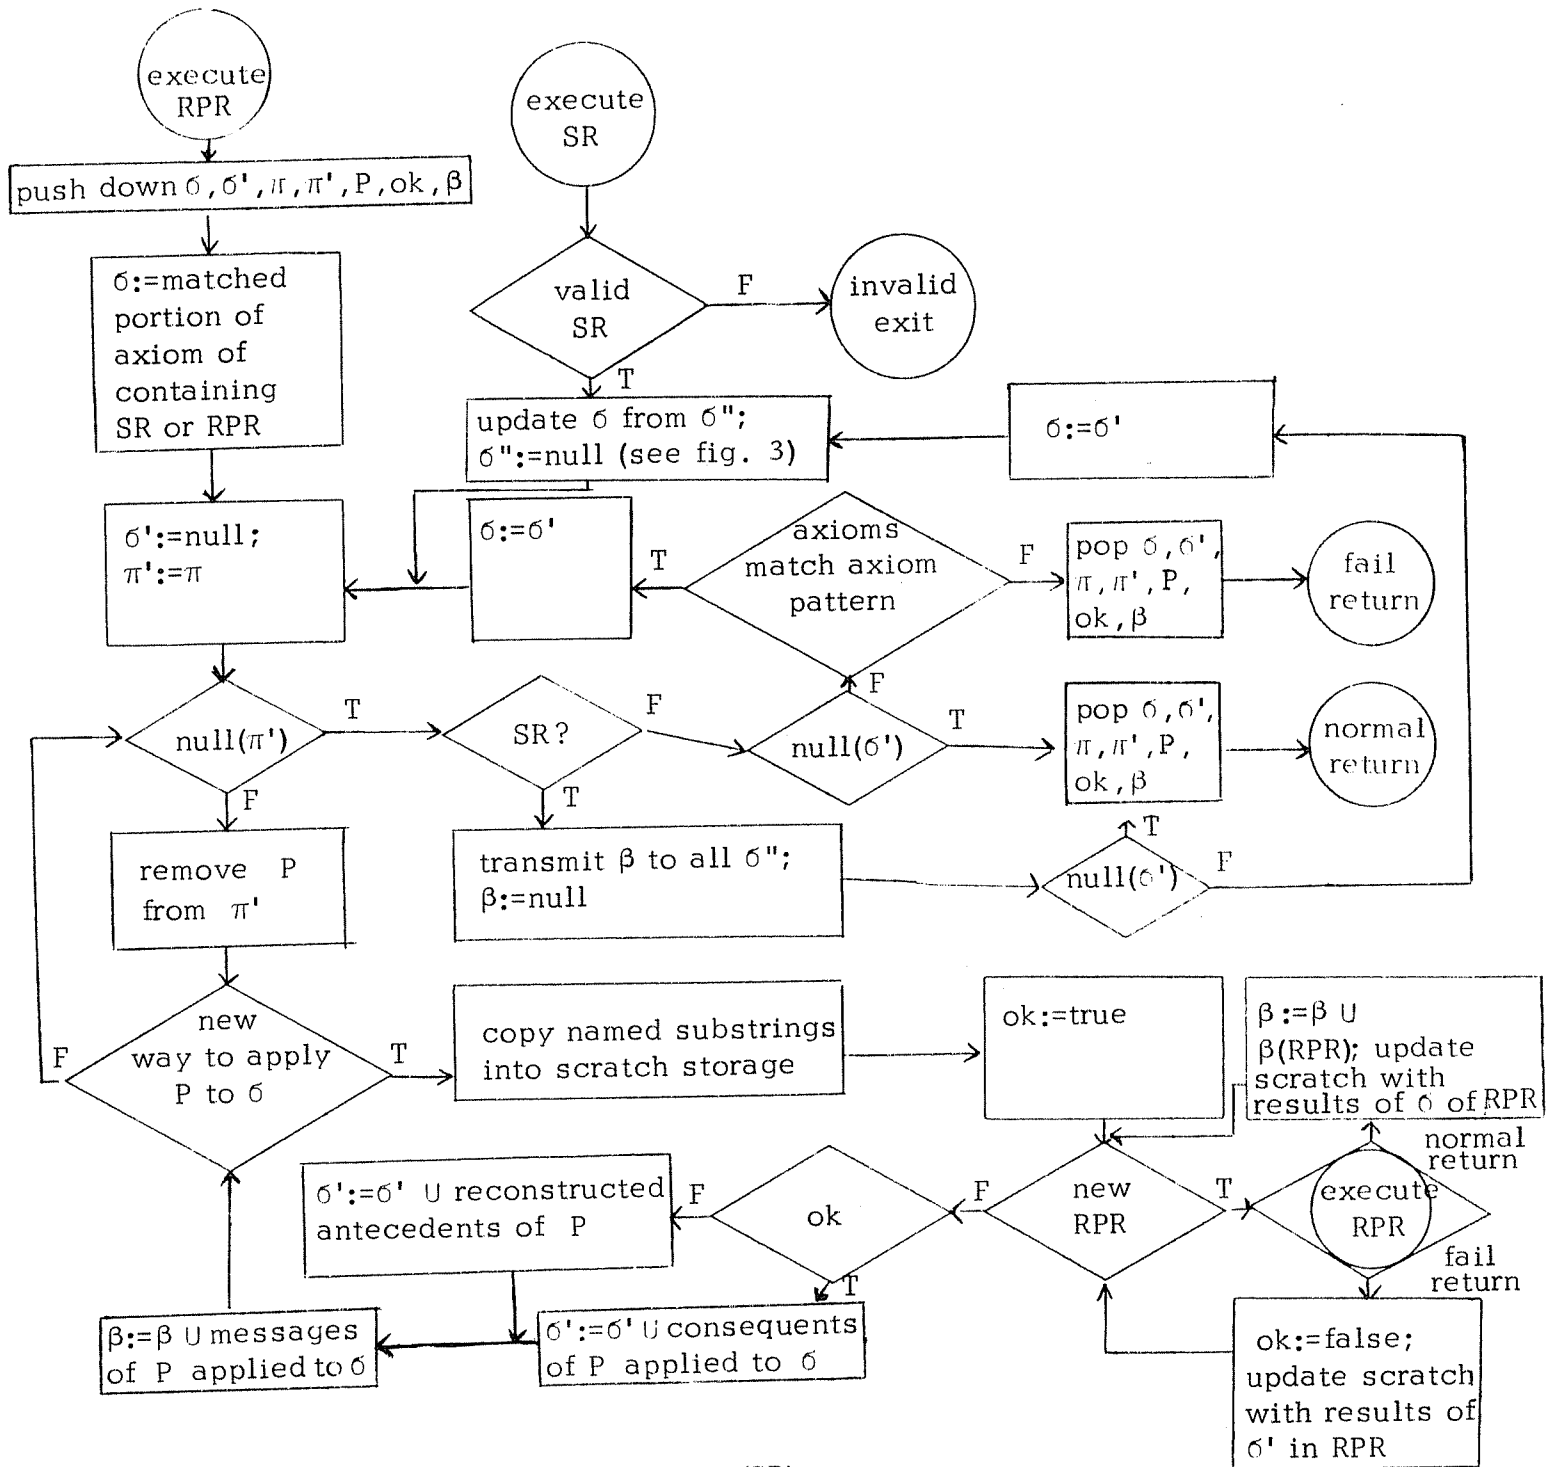 execute
RPR
execute
SR
push down σ,σ',π,π',P,ok,β
σ:=matched
portion of
axiom of
containing
SR or RPR
valid
SR
F
invalid
exit
T
update σ from σ";
σ":=null (see fig. 3)
σ:=σ'
σ':=null;
π':=π
σ:=σ'
T
axioms
match axiom
pattern
F
pop σ,σ',
π,π',P,
ok,β
fail
return
null(π')
T
SR?
F
null(σ')
F
T
pop σ,σ',
π,π',P,
ok,β
normal
return
F
T
T
remove P
from π'
transmit β to all σ";
β:=null
null(σ')
F
new
way to apply
P to σ
F
T
copy named substrings
into scratch storage
ok:=true
β:=β U
β(RPR); update
scratch with
results of σ of RPR
normal
return
σ':=σ' U reconstructed
antecedents of P
F
ok
F
new
RPR
T
execute
RPR
fail
return
T
β:=β U messages
of P applied to σ
σ':=σ' U consequents
of P applied to σ
ok:=false;
update scratch
with results of
σ' in RPR